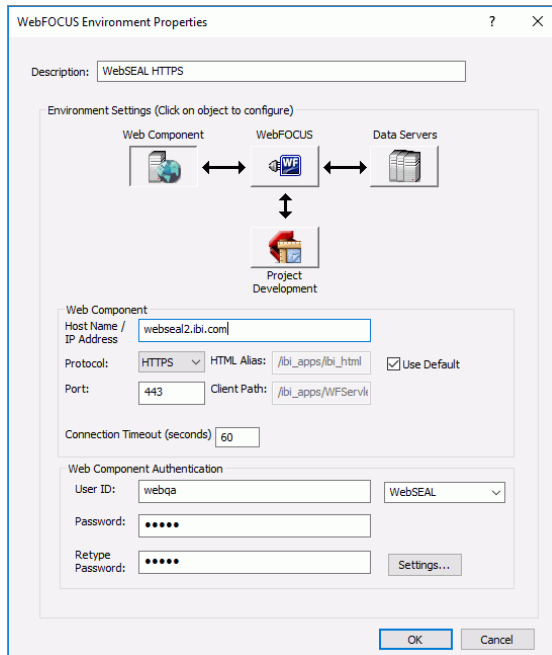 WebFOCUS Environment Properties ? X
Description: WebSEAL HTTPS
Environment Settings (Click on object to configure)
Web Component WebFOCUS Data Servers
WF
Project
Development
Web Component
Host Name /
IP Address webseal2.ibi.com
Protocol: HTTPS HTML Alias: /ibi_apps/ibi_html Use Default
Port: 443 Client Path: /ibi_apps/WFServle
Connection Timeout (seconds) 60
Web Component Authentication
User ID: webqa WebSEAL
Password: •••••
Retype
Password: ••••• Settings...
OK Cancel